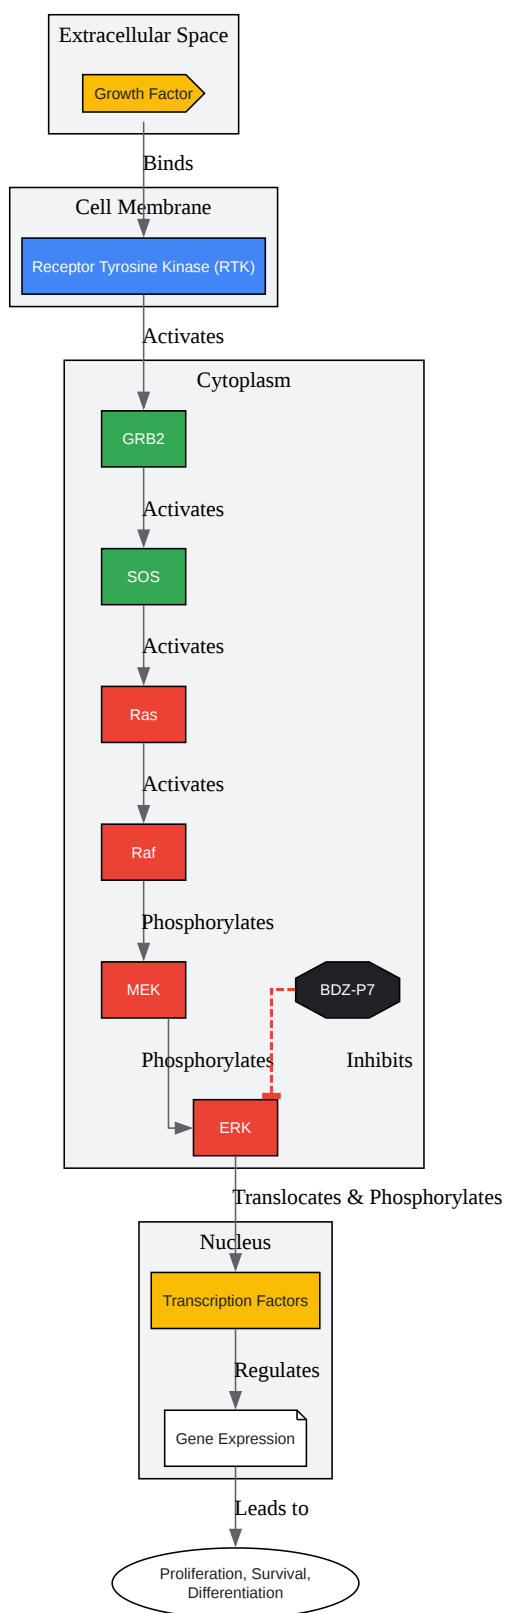 Extracellular Space
Growth Factor
Binds
Cell Membrane
Receptor Tyrosine Kinase (RTK)
Activates
Cytoplasm
GRB2
Activates
SOS
Activates
Ras
Activates
Raf
Phosphorylates
MEK
BDZ-P7
Phosphorylates
Inhibits
ERK
Translocates & Phosphorylates
Nucleus
Transcription Factors
Regulates
Gene Expression
Leads to
Proliferation, Survival,
Differentiation